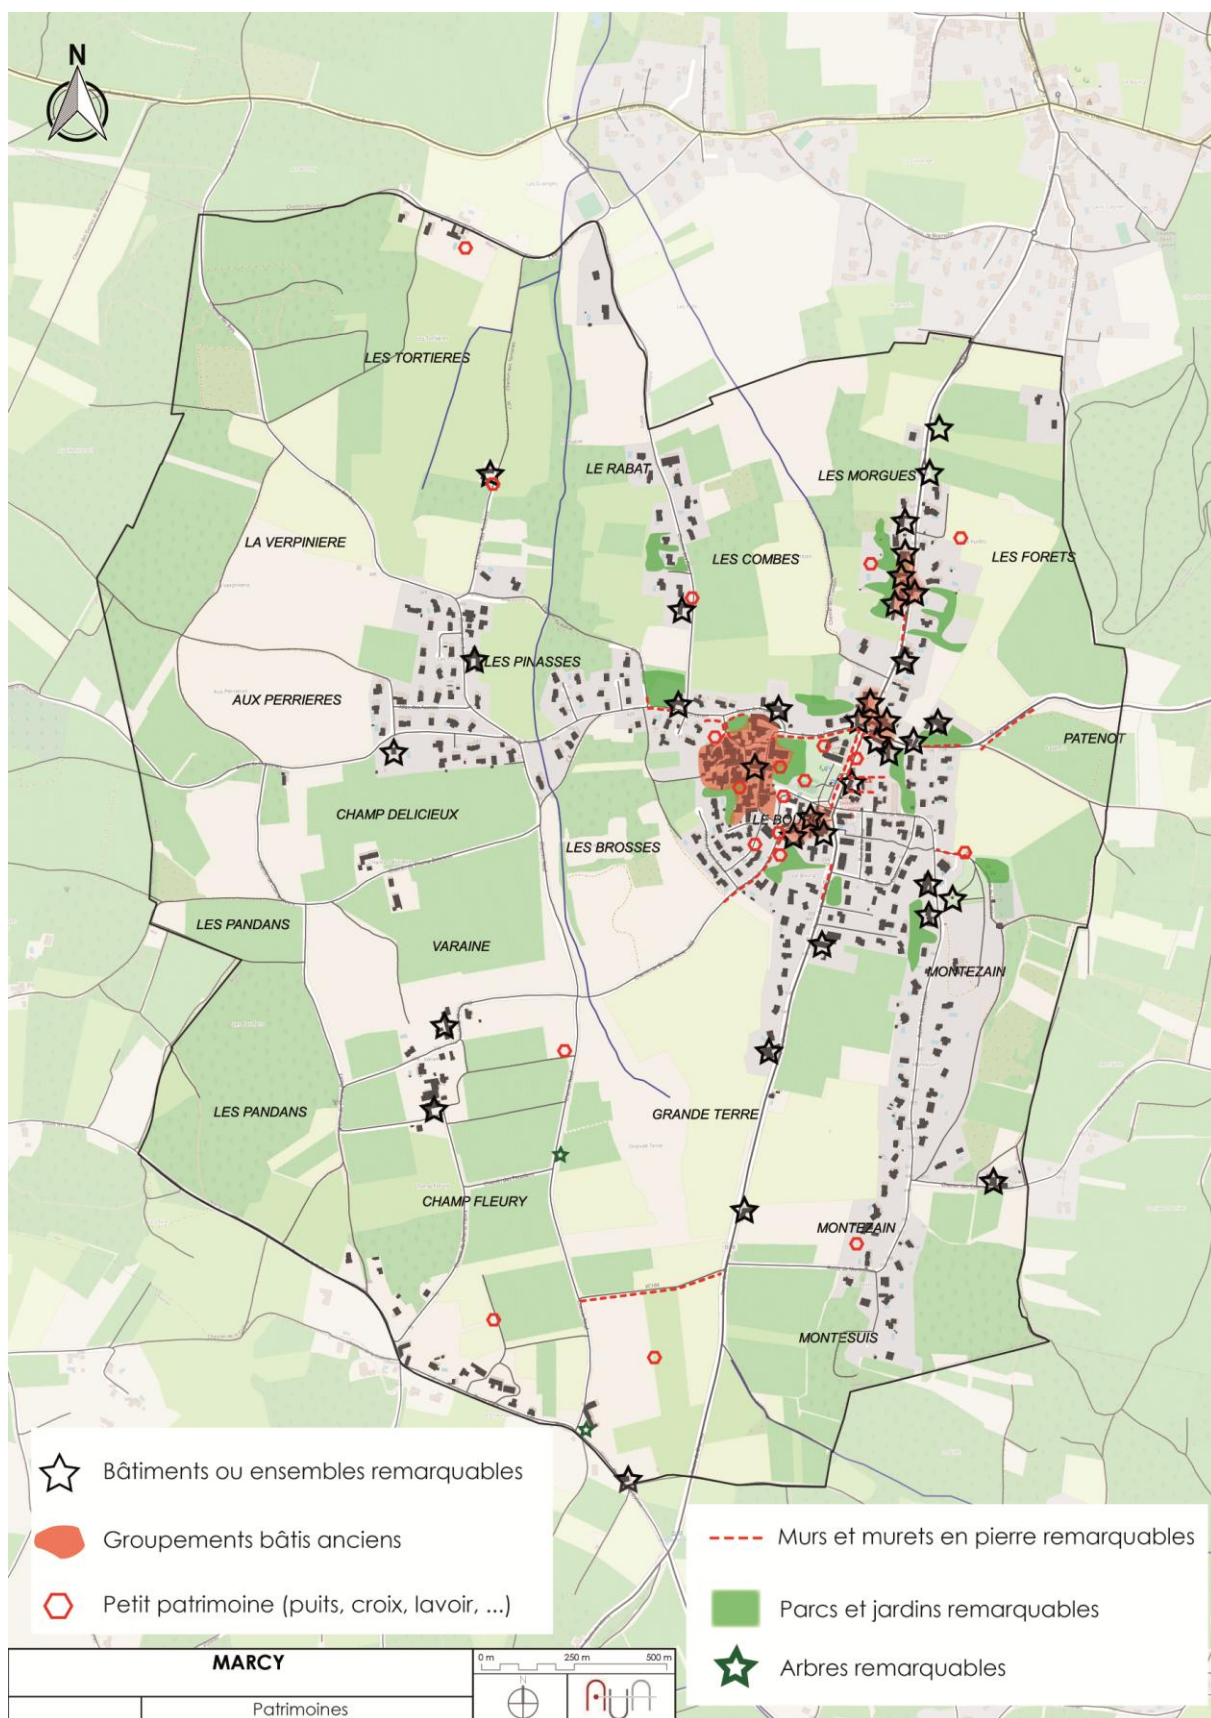 N
LES TORTIERES
LE RABAT
LES MORGUES
LA VERPINIERE
LES COMBES
LES FORETS
LES PINASSES
AUX PERRIERES
PATENOT
CHAMP DELICIEUX
LE BOU
LES BROSSES
LES PANDANS
VARAINE
MONTEZAIN
LES PANDANS
GRANDE TERRE
CHAMP FLEURY
MONTEZAIN
MONTESUIS
Bâtiments ou ensembles remarquables
Groupements bâtis anciens
Petit patrimoine (puits, croix, lavoir, ...)
Murs et murets en pierre remarquables
Parcs et jardins remarquables
Arbres remarquables
MARCY
Patrimoines
0 m 250 m 500 m
N
AUA